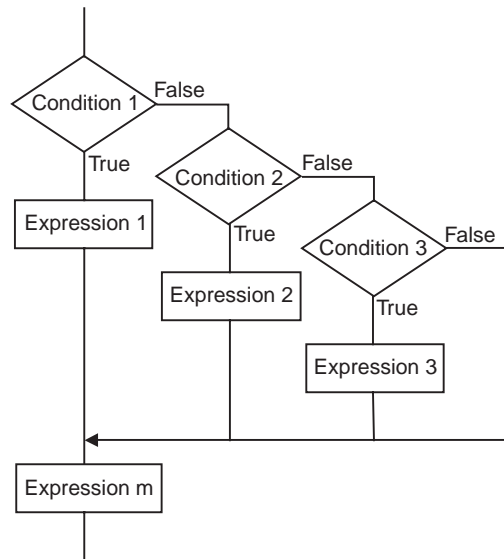 Condition 1
False
True
Condition 2
False
Expression 1
True
Condition 3
False
Expression 2
True
Expression 3
Expression m